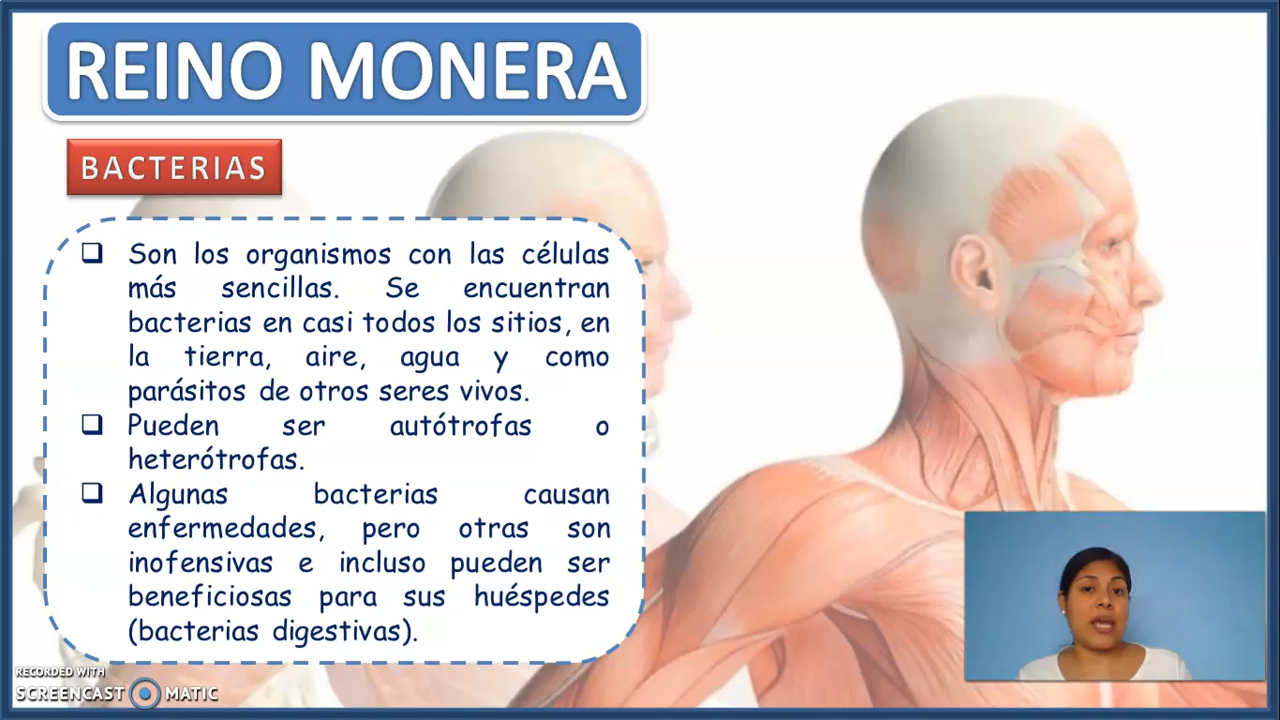 REINO MONERA
BACTERIAS
❑ Son los organismos con las células
más sencillas. Se encuentran
bacterias en casi todos los sitios, en
la tierra, aire, agua y como
parásitos de otros seres vivos.
❑ Pueden ser autótrofas o
heterótrofas.
❑ Algunas bacterias causan
enfermedades, pero otras son
inofensivas e incluso pueden ser
beneficiosas para sus huéspedes
(bacterias digestivas).
RECORDED WITH
SCREENCAST MATIC